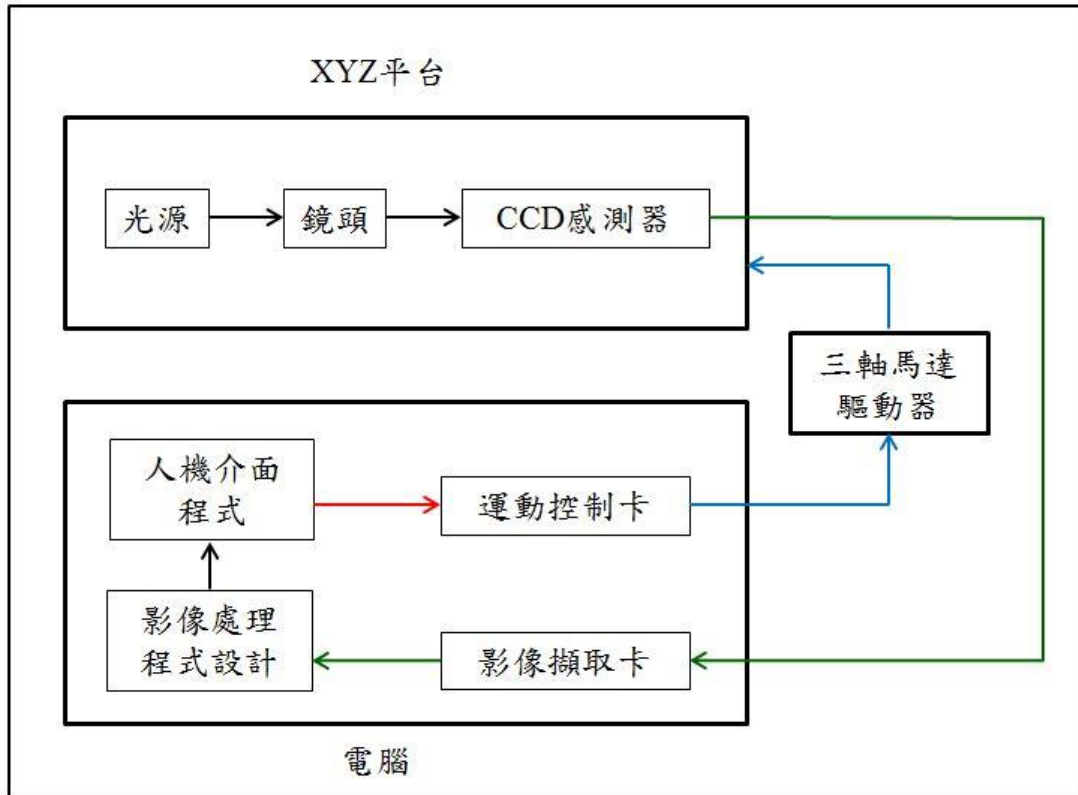 XYZ平台
光源
鏡頭
CCD感測器
三軸馬達
驅動器
人機介面
程式
運動控制卡
影像處理
程式設計
影像擷取卡
電腦